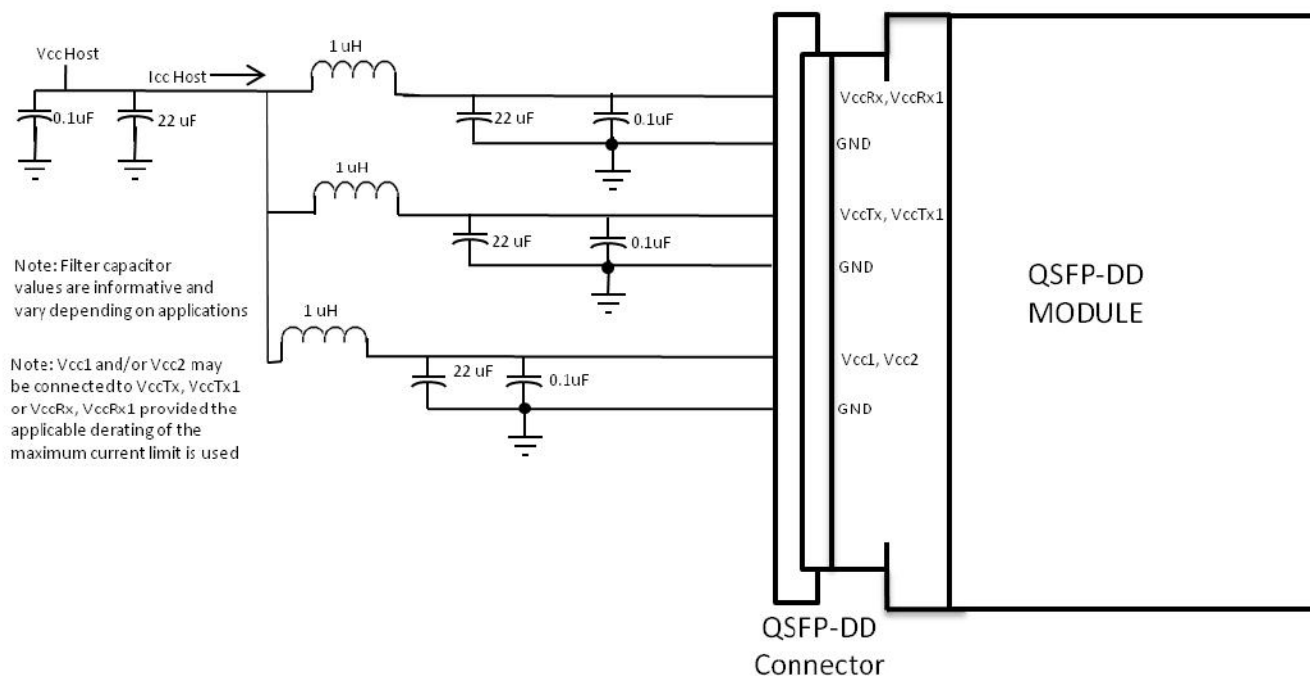 Vcc Host
Icc Host
0.1uF
22 uF
1 uH
22 uF
0.1uF
VccRx, VccRx1
GND
1 uH
22 uF
0.1uF
VccTx, VccTx1
GND
Note: Filter capacitor
values are informative and
vary depending on applications
1 uH
22 uF
0.1uF
Vcc1, Vcc2
GND
Note: Vcc1 and/or Vcc2 may
be connected to VccTx, VccTx1
or VccRx, VccRx1 provided the
applicable derating of the
maximum current limit is used
QSFP-DD
MODULE
QSFP-DD
Connector